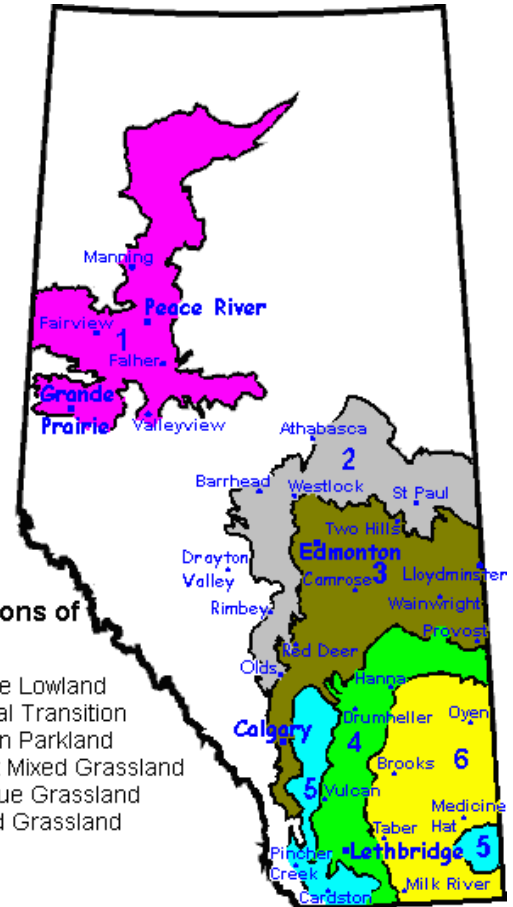 Manning
Peace River
Fairview
1
Falher
Grande
Prairie
Valleyview
Athabasca
2
Barrhead
Westlock
St Paul
Two Hills
Edmonton
Drayton
Valley
Camrose
3
Lloydminster
Wainwright
Rimbey
ons of
Provost
Red Deer
Olds
Hanna
e Lowland
al Transition
n Parkland
Mixed Grassland
ue Grassland
d Grassland
Drumheller
Oyen
Calgary
4
Brooks
6
5
Vulcan
Medicine
Hat
Taber
Pincher
Creek
Lethbridge
5
Cardston
Milk River